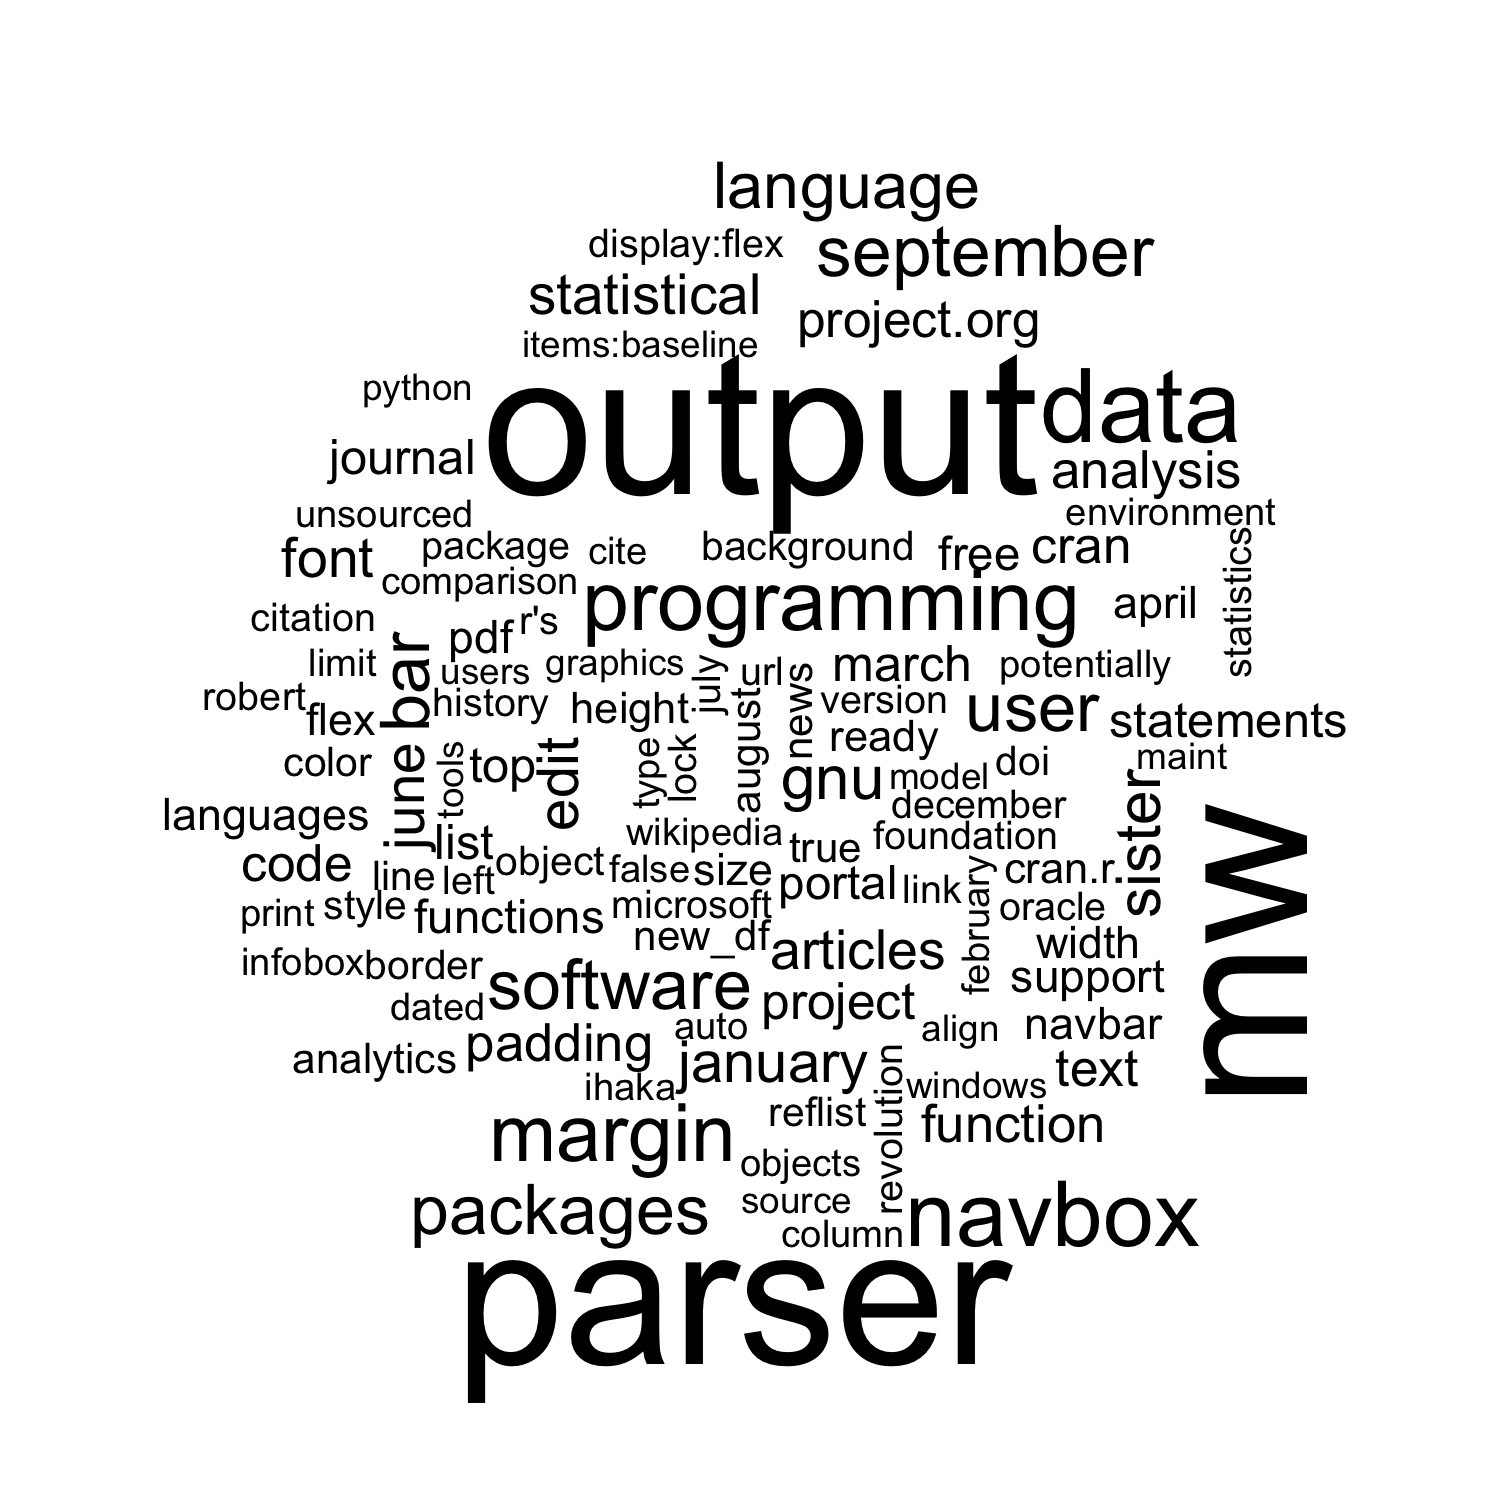 language
display:flex
september
statistical
project.org
items:baseline
python
output
data
journal
analysis
unsourced
environment
font
package
cite
background
free
cran
statistics
comparison
programming
april
citation
pdf
r's
limit
bar
users
graphics
july
url
news
march
potentially
robert
flex
history
height
august
version
user
statements
color
june
tools
top
edit
type
lock
ready
gnu
model
doi
maint
december
sister
mw
languages
list
wikipedia
true
foundation
code
line
left
object
false
size
portal
link
february
cran.r.
print
style
functions
microsoft
oracle
new_df
articles
width
infobox
border
software
project
support
dated
auto
align
navbar
analytics
padding
january
revolution
windows
text
ihaka
margin
reflist
function
objects
packages
source
column
navbox
parser